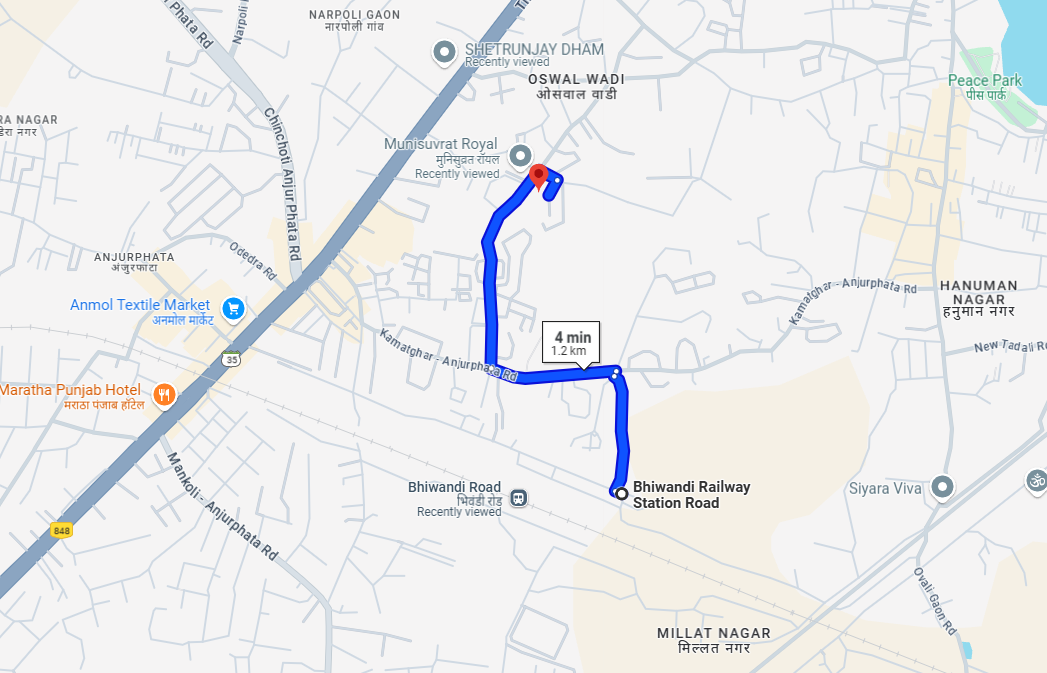 Phata Rd
Narpoli
NARPOLI GAON
नारपोली गांव
SHETRUNJAY DHAM
Recently viewed
OSWAL WADI
ओसवाल वाडी
Peace Park
पीस पार्क
RA NAGAR
नगर
Chinchoti Anjur Phata Rd
Munisuvrat Royal
मुनिसुव्रत रॉयल
Recently viewed
ANJURPHATA
अंजुरफाटा
Odedra Rd
Anmol Textile Market
अनमोल मार्केट
HANUMAN
NAGAR
हनुमान नगर
Kamatghar - Anjurphata Rd
4 min
1.2 km
Kamatghar - Anjurphata Rd
New Tadali Rd
35
Maratha Punjab Hotel
मराठा पंजाब हॉटेल
Mankoli - Anjurphata Rd
Bhiwandi Road
भिवंडी रोड
Recently viewed
Bhiwandi Railway
Station Road
Siyara Viva
ॐ
848
Ovali Gaon Rd
MILLAT NAGAR
मिल्लत नगर